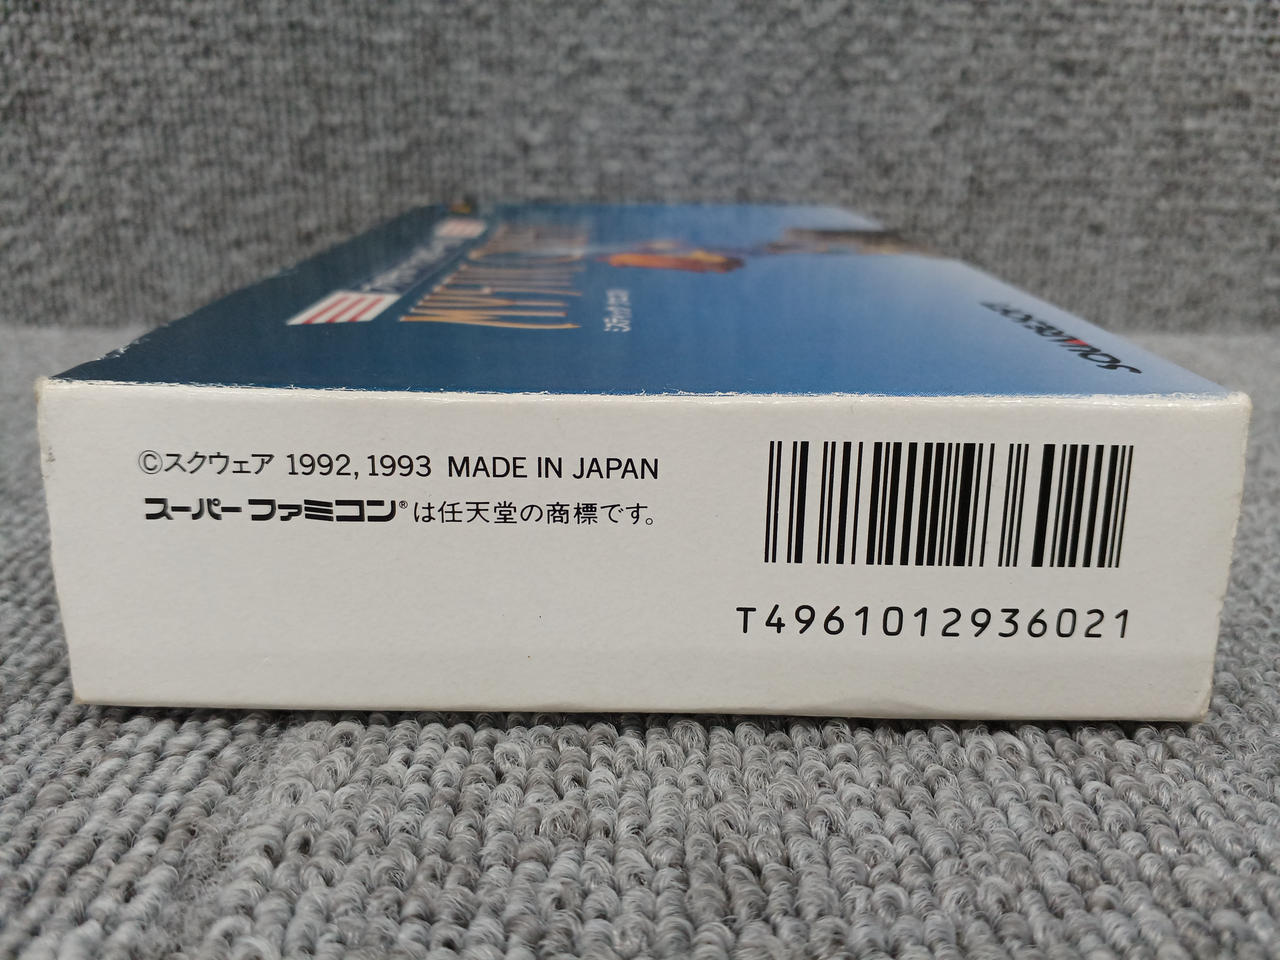 ©スクウェア 1992, 1993 MADE IN JAPAN
スーパーファミコン®は任天堂の商標です。
T4961012936021
SQUARESOFT